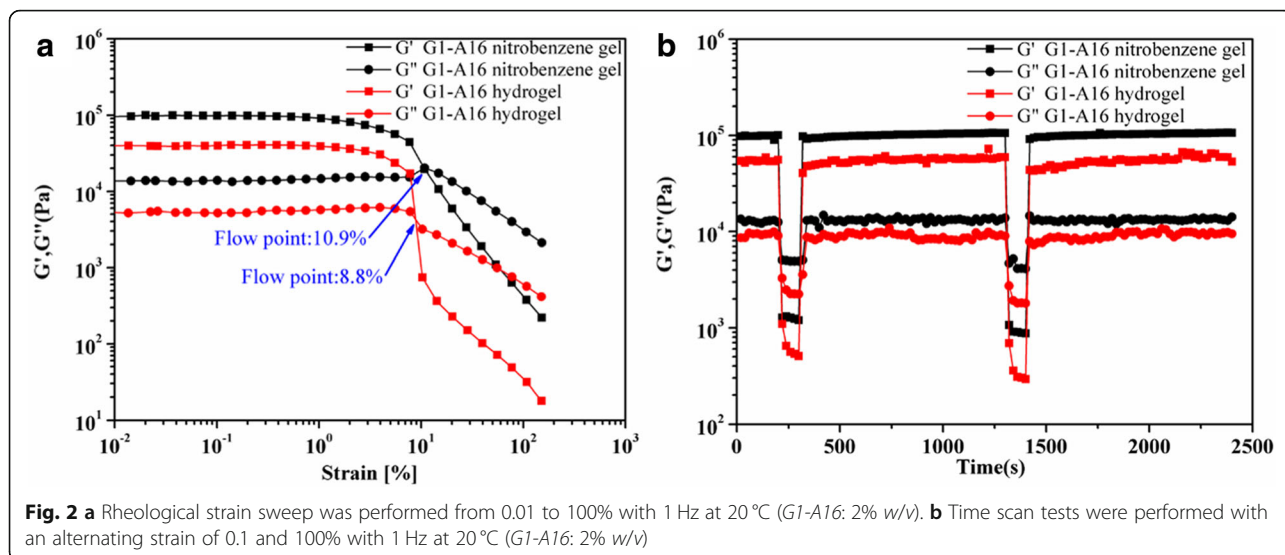 a
G' G1-A16 nitrobenzene gel
G" G1-A16 nitrobenzene gel
G' G1-A16 hydrogel
G" G1-A16 hydrogel
10^6
10^5
10^4
10^3
10^2
10^1
G',G"(Pa)
Flow point:10.9%
Flow point:8.8%
10^-2 10^-1 10^0 10^1 10^2 10^3
Strain [%]
b
G' G1-A16 nitrobenzene gel
G" G1-A16 nitrobenzene gel
G' G1-A16 hydrogel
G" G1-A16 hydrogel
10^6
10^5
10^4
10^3
10^2
G',G"(Pa)
0 500 1000 1500 2000 2500
Time(s)
Fig. 2 a Rheological strain sweep was performed from 0.01 to 100% with 1 Hz at 20 °C (G1-A16: 2% w/v). b Time scan tests were performed with
an alternating strain of 0.1 and 100% with 1 Hz at 20 °C (G1-A16: 2% w/v)